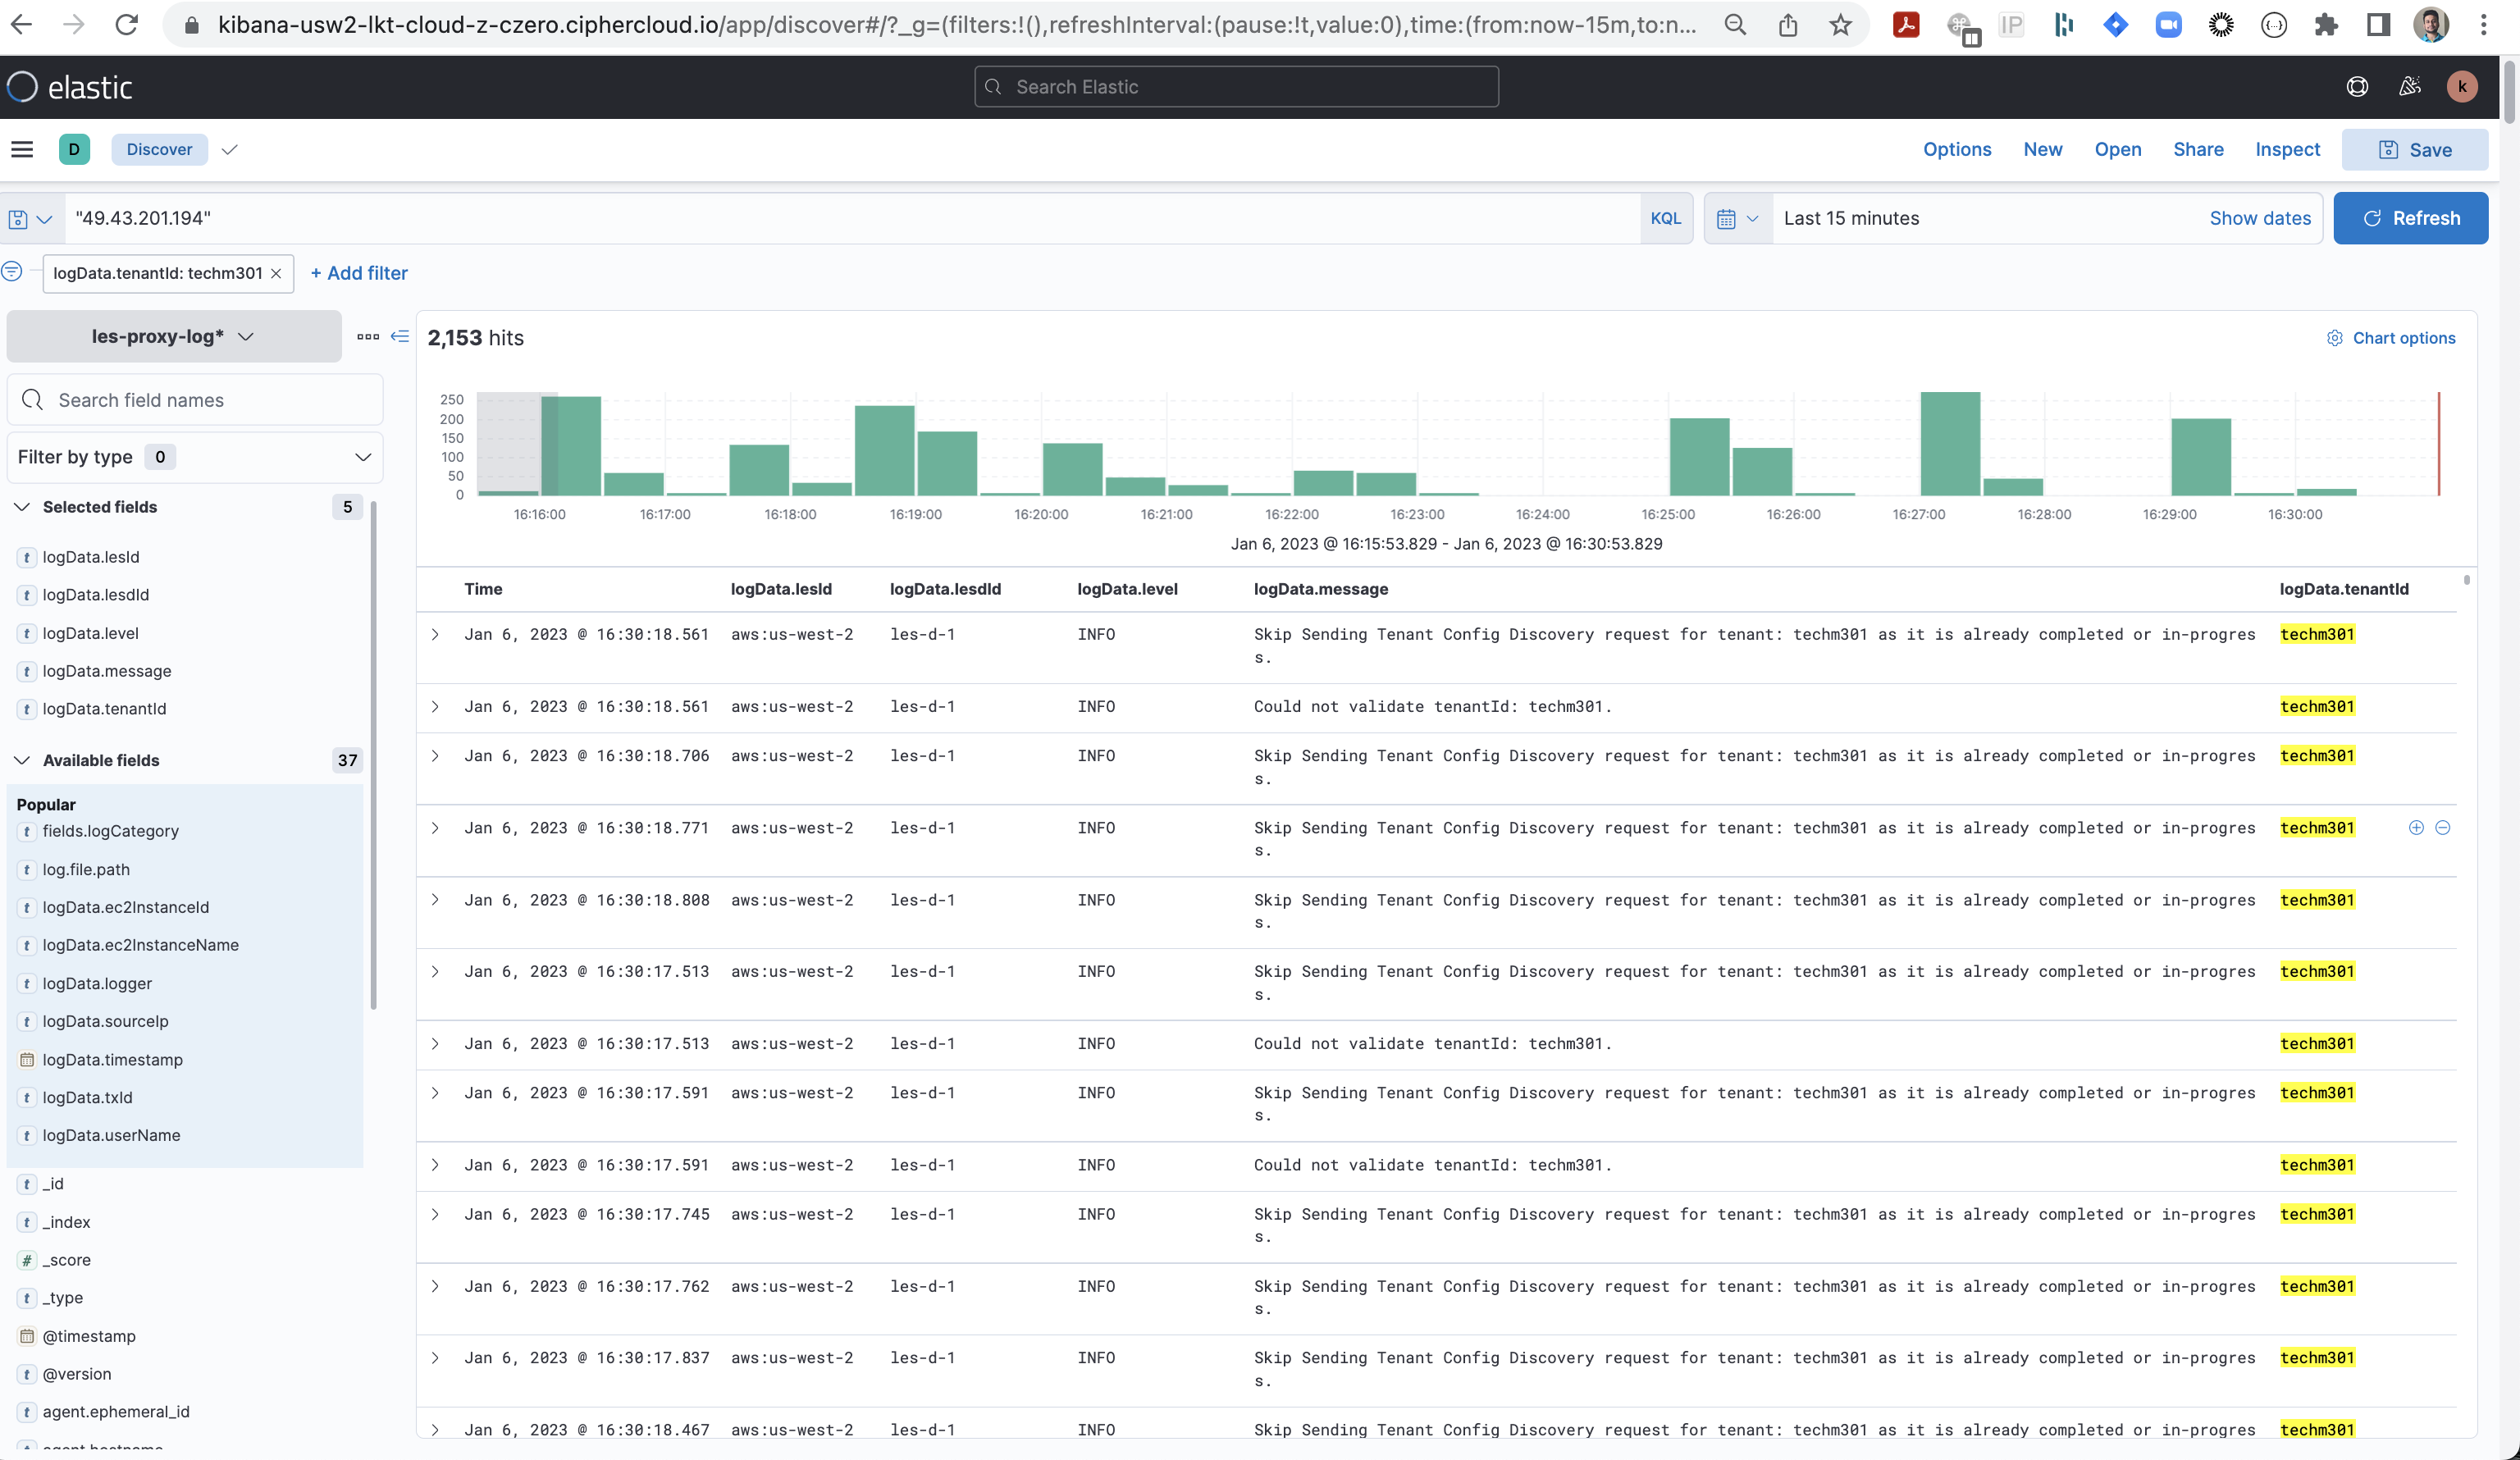 kibana-usw2-lkt-cloud-z-czero.ciphercloud.io/app/discover#/?_g=(filters:!(),refreshInterval:(pause:!t,value:0),time:(from:now-15m,to:n...
IP
elastic
Search Elastic
k
D
Discover
Options
New
Open
Share
Inspect
Save
"49.43.201.194"
KQL
Last 15 minutes
Show dates
Refresh
logData.tenantId: techm301 ×
+ Add filter
les-proxy-log*
Search field names
Filter by type 0
Selected fields 5
t logData.lesId
t logData.lesdId
t logData.level
t logData.message
t logData.tenantId
Available fields 37
Popular
t fields.logCategory
t log.file.path
t logData.ec2InstanceId
t logData.ec2InstanceName
t logData.logger
t logData.sourceIp
logData.timestamp
t logData.txId
t logData.userName
t _id
t _index
# _score
t _type
@timestamp
t @version
t agent.ephemeral_id
2,153 hits
Chart options
250
200
150
100
50
0
16:16:00 16:17:00 16:18:00 16:19:00 16:20:00 16:21:00 16:22:00 16:23:00 16:24:00 16:25:00 16:26:00 16:27:00 16:28:00 16:29:00 16:30:00
Jan 6, 2023 @ 16:15:53.829 - Jan 6, 2023 @ 16:30:53.829
Time logData.lesId logData.lesdId logData.level logData.message logData.tenantId
Jan 6, 2023 @ 16:30:18.561 aws:us-west-2 les-d-1 INFO Skip Sending Tenant Config Discovery request for tenant: techm301 as it is already completed or in-progres techm301
s.
Jan 6, 2023 @ 16:30:18.561 aws:us-west-2 les-d-1 INFO Could not validate tenantId: techm301. techm301
Jan 6, 2023 @ 16:30:18.706 aws:us-west-2 les-d-1 INFO Skip Sending Tenant Config Discovery request for tenant: techm301 as it is already completed or in-progres techm301
s.
Jan 6, 2023 @ 16:30:18.771 aws:us-west-2 les-d-1 INFO Skip Sending Tenant Config Discovery request for tenant: techm301 as it is already completed or in-progres techm301
s.
Jan 6, 2023 @ 16:30:18.808 aws:us-west-2 les-d-1 INFO Skip Sending Tenant Config Discovery request for tenant: techm301 as it is already completed or in-progres techm301
s.
Jan 6, 2023 @ 16:30:17.513 aws:us-west-2 les-d-1 INFO Skip Sending Tenant Config Discovery request for tenant: techm301 as it is already completed or in-progres techm301
s.
Jan 6, 2023 @ 16:30:17.513 aws:us-west-2 les-d-1 INFO Could not validate tenantId: techm301. techm301
Jan 6, 2023 @ 16:30:17.591 aws:us-west-2 les-d-1 INFO Skip Sending Tenant Config Discovery request for tenant: techm301 as it is already completed or in-progres techm301
s.
Jan 6, 2023 @ 16:30:17.591 aws:us-west-2 les-d-1 INFO Could not validate tenantId: techm301. techm301
Jan 6, 2023 @ 16:30:17.745 aws:us-west-2 les-d-1 INFO Skip Sending Tenant Config Discovery request for tenant: techm301 as it is already completed or in-progres techm301
s.
Jan 6, 2023 @ 16:30:17.762 aws:us-west-2 les-d-1 INFO Skip Sending Tenant Config Discovery request for tenant: techm301 as it is already completed or in-progres techm301
s.
Jan 6, 2023 @ 16:30:17.837 aws:us-west-2 les-d-1 INFO Skip Sending Tenant Config Discovery request for tenant: techm301 as it is already completed or in-progres techm301
s.
Jan 6, 2023 @ 16:30:18.467 aws:us-west-2 les-d-1 INFO Skip Sending Tenant Config Discovery request for tenant: techm301 as it is already completed or in-progres techm301